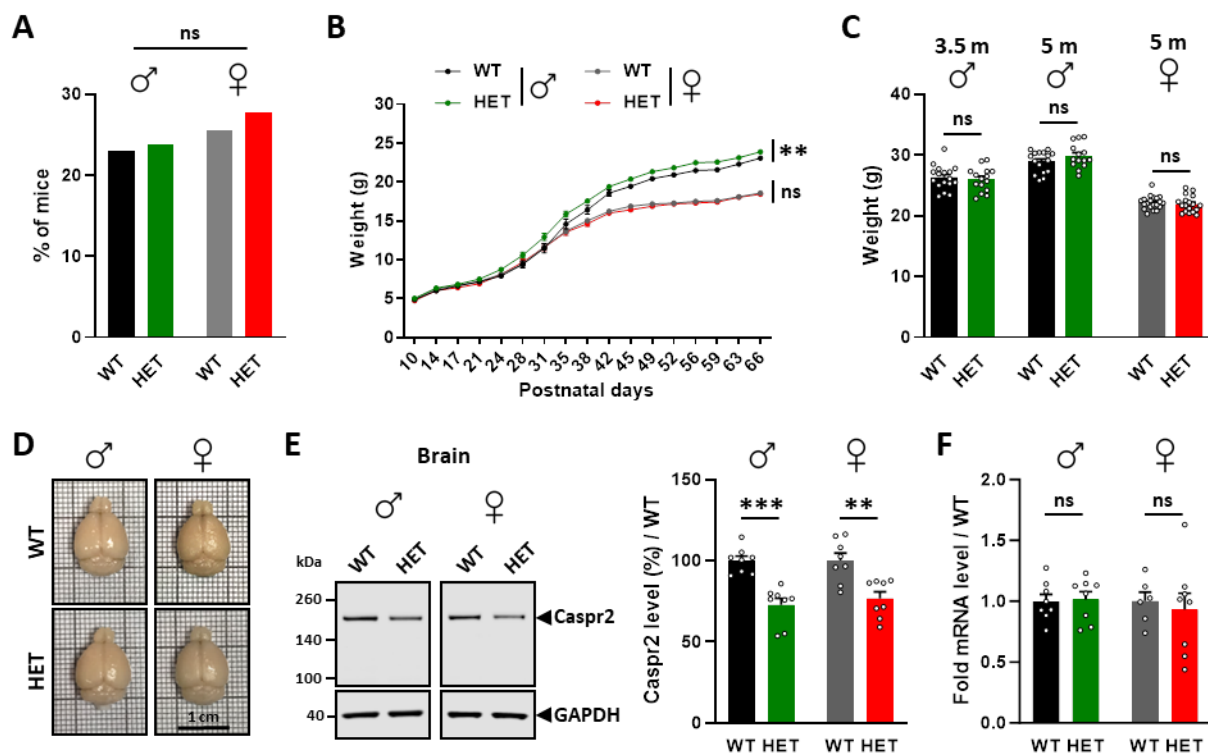 A
ns
♂ ♀
% of mice
30
20
10
0
WT HET WT HET
B
WT WT
HET ♂ HET ♀
Weight (g)
30
25
20
15
10
5
0
**
ns
10 14 17 21 24 28 31 35 38 42 45 49 52 56 59 63 66
Postnatal days
C
3.5 m 5 m 5 m
♂ ♂ ♀
Weight (g)
40
30
20
10
0
ns ns ns
WT HET WT HET WT HET
D
♂ ♀
WT
HET
1 cm
E
Brain
♂ ♀
kDa WT HET WT HET
260
140
100
40
Caspr2
GAPDH
♂ ♀
Caspr2 level (%) / WT
150
100
50
0
*** **
WT HET WT HET
F
♂ ♀
Fold mRNA level / WT
2.0
1.5
1.0
0.5
0.0
ns ns
WT HET WT HET